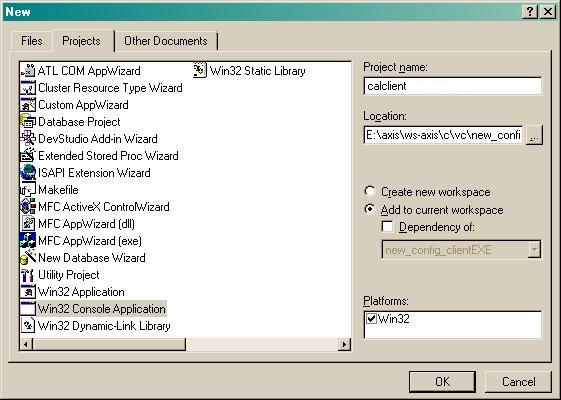 New
Files
Projects
Other Documents
ATL COM AppWizard
Cluster Resource Type Wizard
Custom AppWizard
Database Project
DevStudio Add-in Wizard
Extended Stored Proc Wizard
ISAPI Extension Wizard
Makefile
MFC ActiveX ControlWizard
MFC AppWizard (dll)
MFC AppWizard (exe)
New Database Wizard
Utility Project
Win32 Application
Win32 Console Application
Win32 Dynamic-Link Library
Win32 Static Library
Project name:
calclient
Location:
E:\axis\ws-axis\c\vc\new_confi
...
Create new workspace
Add to current workspace
Dependency of:
new_config_clientEXE
Platforms:
Win32
OK
Cancel